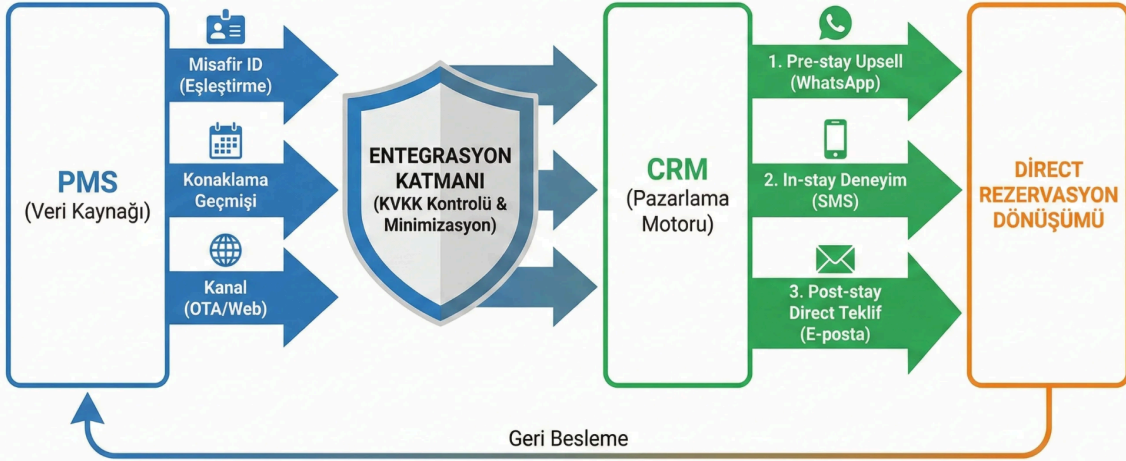 PMS
(Veri Kaynağı)
Misafir ID
(Eşleştirme)
Konaklama
Geçmişi
Kanal
(OTA/Web)
ENTEGRASYON
KATMANI
(KVKK Kontrolü &
Minimizasyon)
CRM
(Pazarlama
Motoru)
1. Pre-stay Upsell
(WhatsApp)
2. In-stay Deneyim
(SMS)
3. Post-stay
Direct Teklif
(E-posta)
DİRECT
REZERVASYON
DÖNÜŞÜMÜ
Geri Besleme